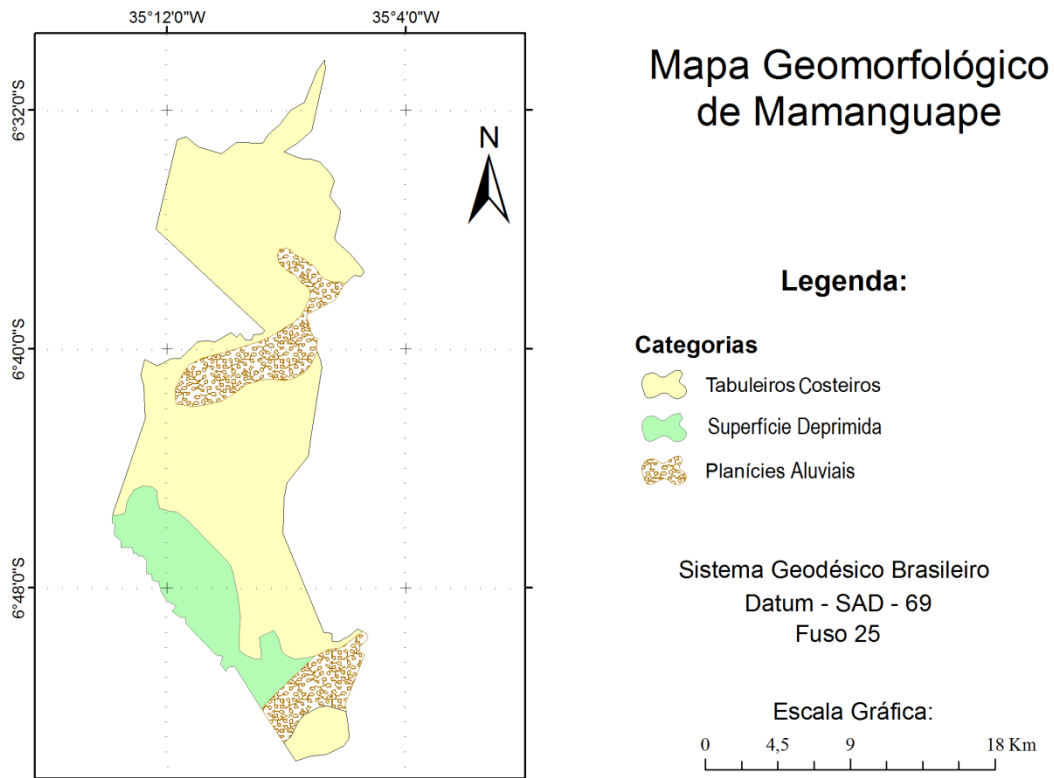 35°12'0"W
35°4'0"W
6°32'0"S
6°40'0"S
6°48'0"S
N
Mapa Geomorfológico
de Mamanguape
Legenda:
Categorias
Tabuleiros Costeiros
Superfície Deprimida
Planícies Aluviais
Sistema Geodésico Brasileiro
Datum - SAD - 69
Fuso 25
Escala Gráfica:
0 4,5 9 18 Km